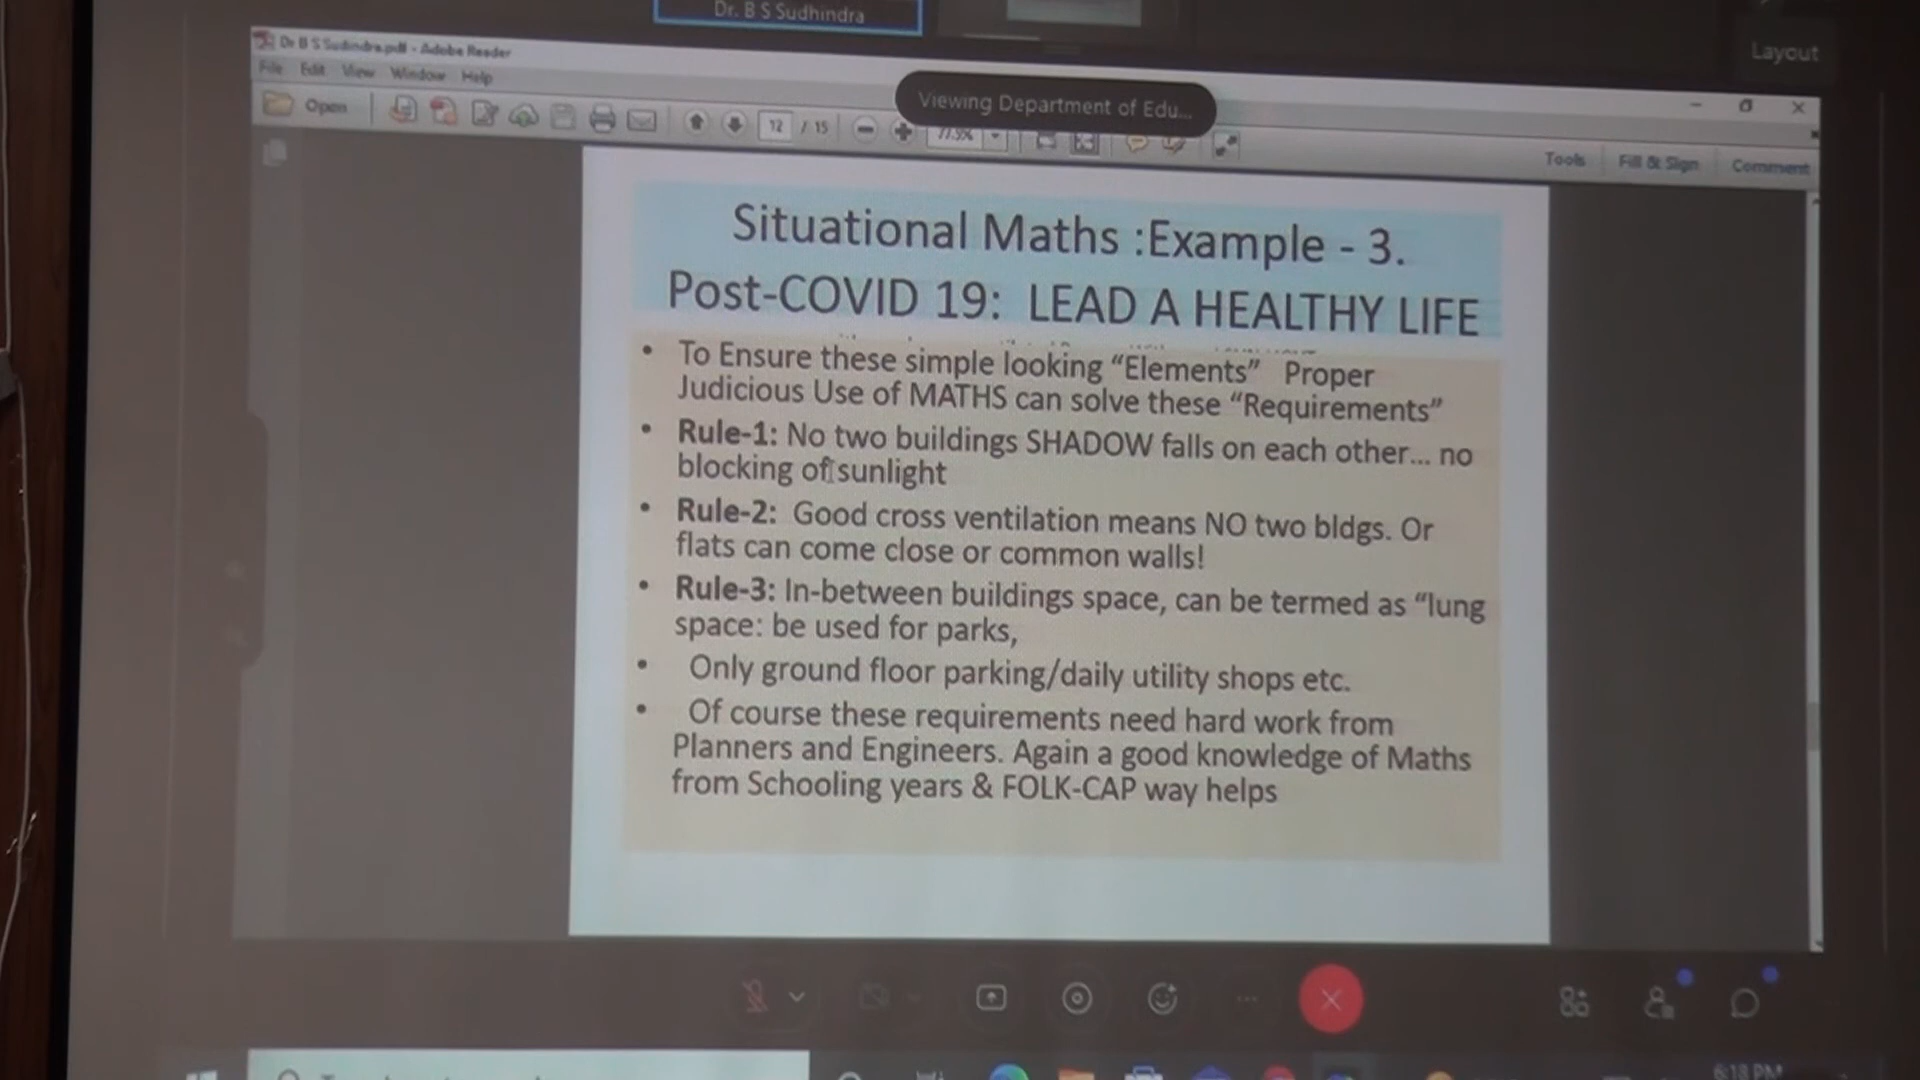 Dr. B S Sudhindra
Layout
Dr B S Sudindra.pdf - Adobe Reader
File Edit View Window Help
Viewing Department of Edu...
Open
12 / 15
77.5%
Tools Fill & Sign Comment
Situational Maths :Example - 3.
Post-COVID 19: LEAD A HEALTHY LIFE
• To Ensure these simple looking “Elements” Proper
Judicious Use of MATHS can solve these “Requirements”
• Rule-1: No two buildings SHADOW falls on each other... no
blocking of sunlight
• Rule-2: Good cross ventilation means NO two bldgs. Or
flats can come close or common walls!
• Rule-3: In-between buildings space, can be termed as “lung
space: be used for parks,
• Only ground floor parking/daily utility shops etc.
• Of course these requirements need hard work from
Planners and Engineers. Again a good knowledge of Maths
from Schooling years & FOLK-CAP way helps
6:18 PM